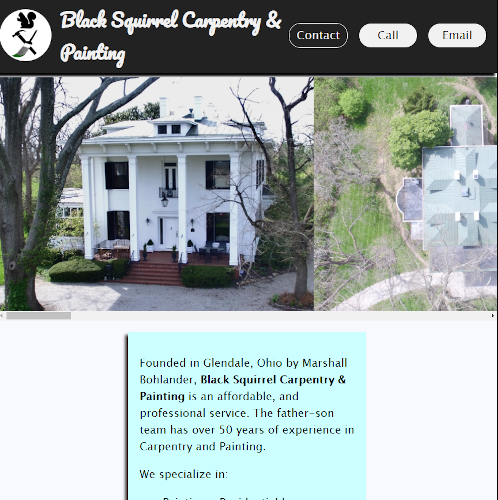 Black Squirrel Carpentry &
Painting
Contact
Call
Email
Founded in Glendale, Ohio by Marshall
Bohlander, Black Squirrel Carpentry &
Painting is an affordable, and
professional service. The father-son
team has over 50 years of experience in
Carpentry and Painting.
We specialize in: